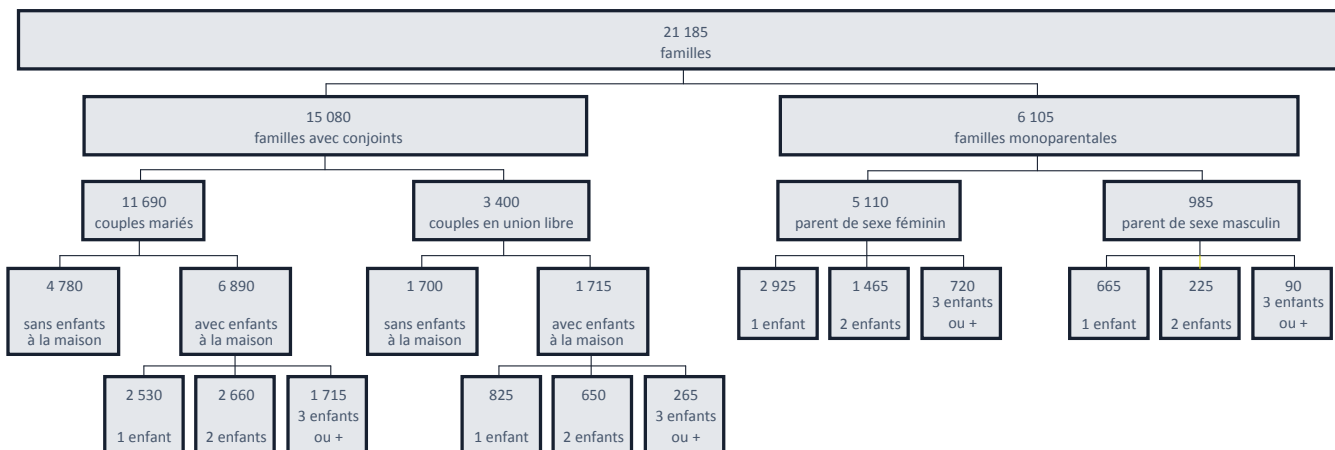 21 185
familles
15 080
familles avec conjoints
6 105
familles monoparentales
11 690
couples mariés
3 400
couples en union libre
5 110
parent de sexe féminin
985
parent de sexe masculin
4 780
sans enfants
à la maison
6 890
avec enfants
à la maison
1 700
sans enfants
à la maison
1 715
avec enfants
à la maison
2 925
1 enfant
1 465
2 enfants
720
3 enfants
ou +
665
1 enfant
225
2 enfants
90
3 enfants
ou +
2 530
1 enfant
2 660
2 enfants
1 715
3 enfants
ou +
825
1 enfant
650
2 enfants
265
3 enfants
ou +